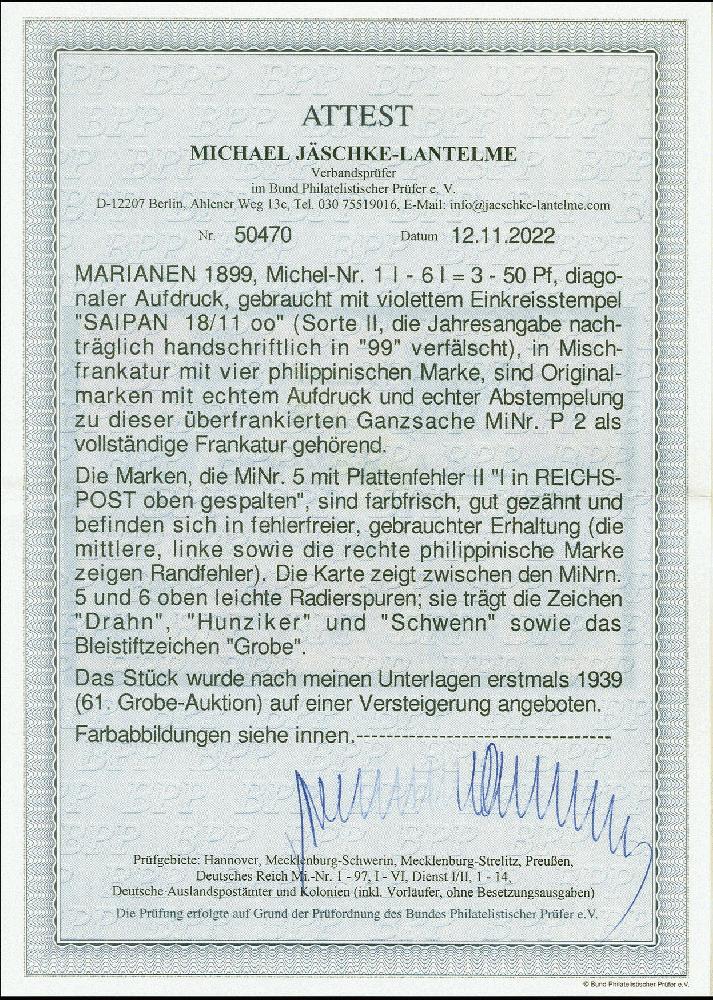 ATTEST
MICHAEL JÄSCHKE-LANTELME
Verbandsprüfer
im Bund Philatelistischer Prüfer e. V.
D-12207 Berlin, Ahlener Weg 13c, Tel. 030 75519016, E-Mail: info@jaeschke-lantelme.com
Nr. 50470 Datum 12.11.2022
MARIANEN 1899, Michel-Nr. 1 I - 6 I = 3 - 50 Pf, diago-
naler Aufdruck, gebraucht mit violettem Einkreisstempel
"SAIPAN 18/11 oo" (Sorte II, die Jahresangabe nach-
träglich handschriftlich in "99" verfälscht), in Misch-
frankatur mit vier philippinischen Marke, sind Original-
marken mit echtem Aufdruck und echter Abstempelung
zu dieser überfrankierten Ganzsache MiNr. P 2 als
vollständige Frankatur gehörend.
Die Marken, die MiNr. 5 mit Plattenfehler II "I in REICHS-
POST oben gespalten", sind farbfrisch, gut gezähnt und
befinden sich in fehlerfreier, gebrauchter Erhaltung (die
mittlere, linke sowie die rechte philippinische Marke
zeigen Randfehler). Die Karte zeigt zwischen den MiNrn.
5 und 6 oben leichte Radierspuren; sie trägt die Zeichen
"Drahn", "Hunziker" und "Schwenn" sowie das
Bleistiftzeichen "Grobe".
Das Stück wurde nach meinen Unterlagen erstmals 1939
(61. Grobe-Auktion) auf einer Versteigerung angeboten.
Farbabbildungen siehe innen.--------------------------------
Prüfgebiete: Hannover, Mecklenburg-Schwerin, Mecklenburg-Strelitz, Preußen,
Deutsches Reich Mi.-Nr. 1 - 97, I - VI, Dienst I/II, 1 - 14,
Deutsche Auslandspostämter und Kolonien (inkl. Vorläufer, ohne Besetzungsausgaben)
Die Prüfung erfolgte auf Grund der Prüfordnung des Bundes Philatelistischer Prüfer e.V.
© Bund Philatelistischer Prüfer e.V.